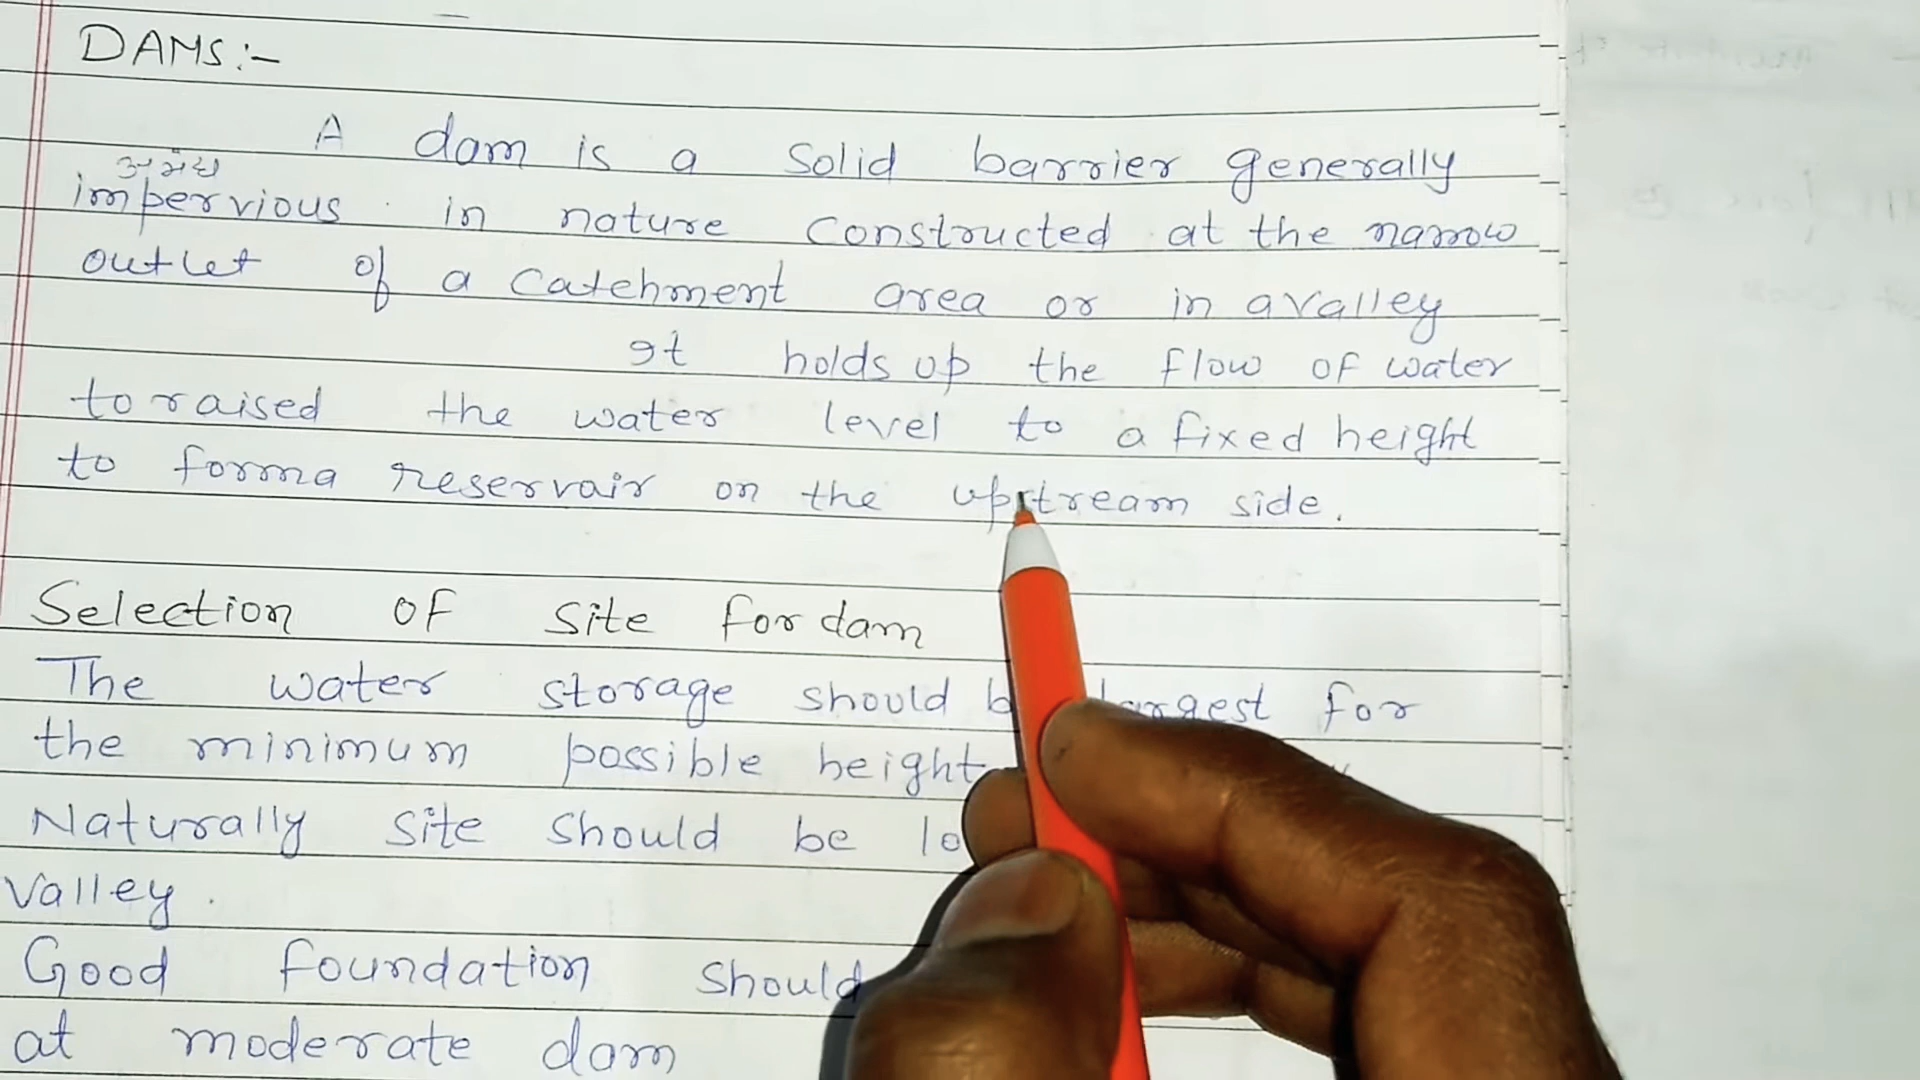 DAMS:-
A dam is a solid barrier generally
अभेद्य
impervious in nature constructed at the narrow
outlet of a catchment area or in a valley
It holds up the flow of water
to raised the water level to a fixed height
to form a reservair on the upstream side.
Selection OF Site For dam
The water storage should largest for
the minimum possible height
Naturally site should be
valley.
Good foundation should
at moderate dam